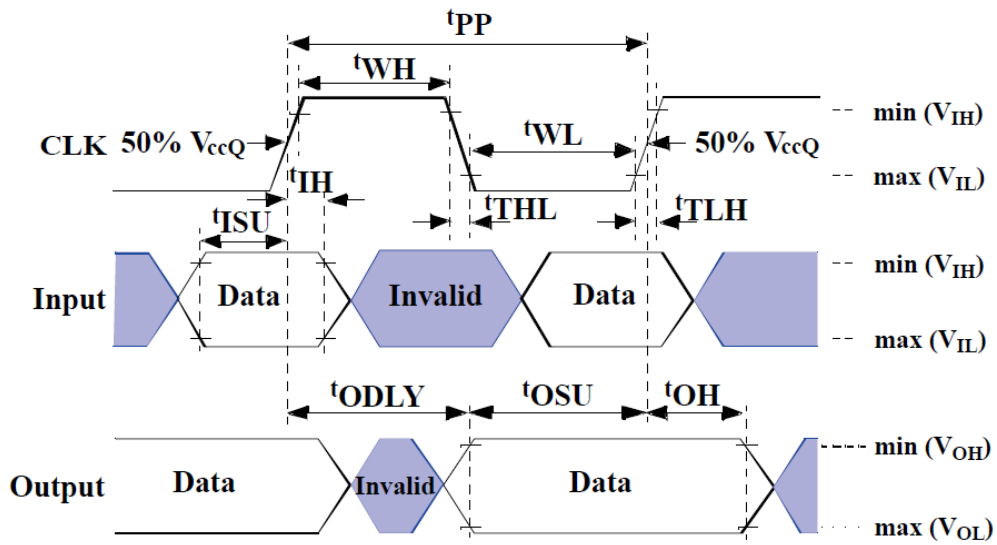 tPP
tWH
CLK 50% VccQ
tWL
50% VccQ
min (VIH)
max (VIL)
tIH
tISU
tTHL
tTLH
Input
Data
Invalid
Data
min (VIH)
max (VIL)
tODLY
tOSU
tOH
Output
Data
Invalid
Data
min (VOH)
max (VOL)